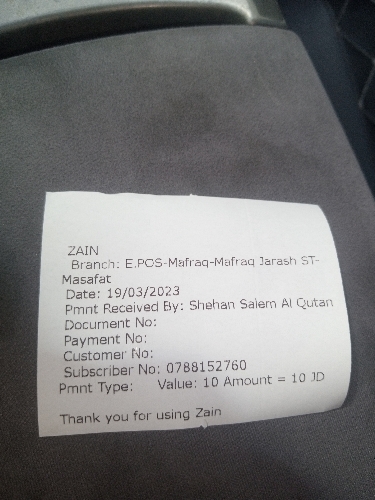 ZAIN
Branch: E.POS-Mafraq-Mafraq Jarash ST-
Masafat
Date: 19/03/2023
Pmnt Received By: Shehan Salem Al Qutan
Document No:
Payment No:
Customer No:
Subscriber No: 0788152760
Pmnt Type: Value: 10 Amount = 10 JD
Thank you for using Zain